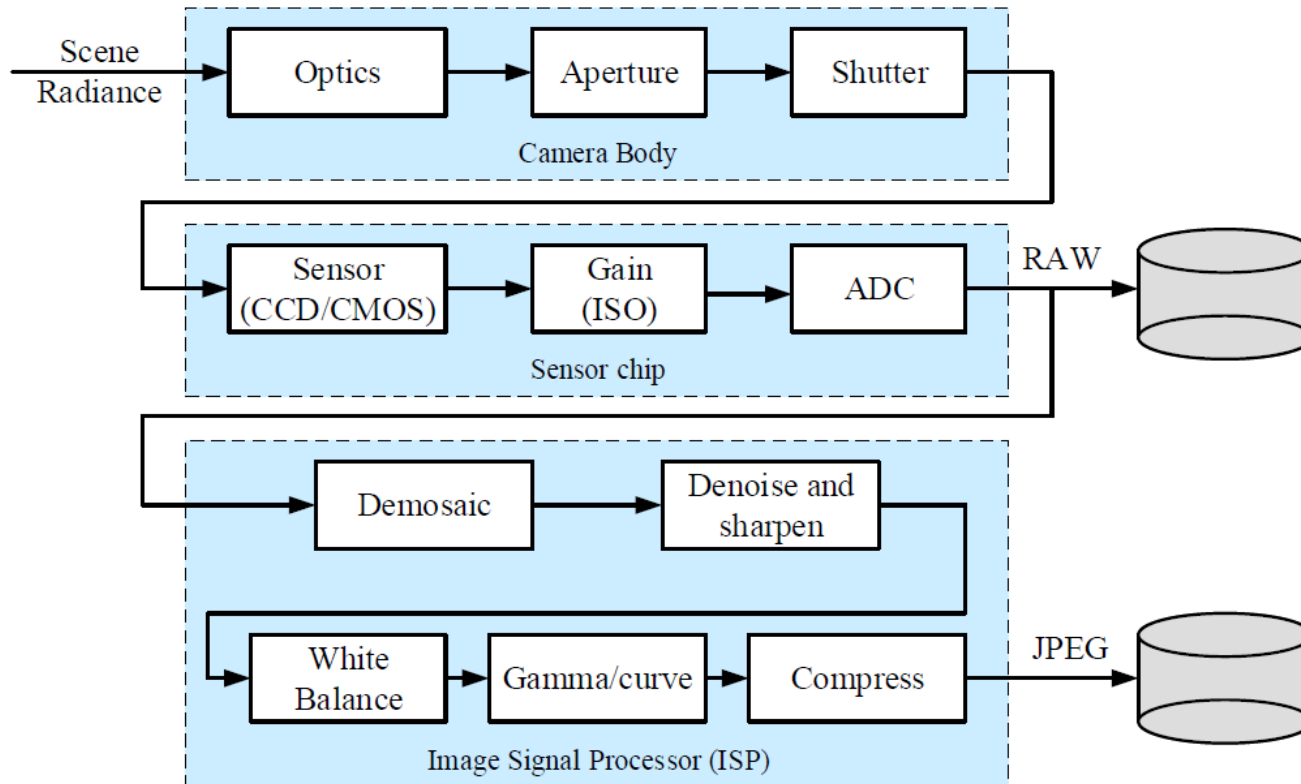 Scene
Radiance
Optics
Aperture
Shutter
Camera Body
Sensor
(CCD/CMOS)
Gain
(ISO)
ADC
RAW
Sensor chip
Demosaic
Denoise and
sharpen
White
Balance
Gamma/curve
Compress
JPEG
Image Signal Processor (ISP)